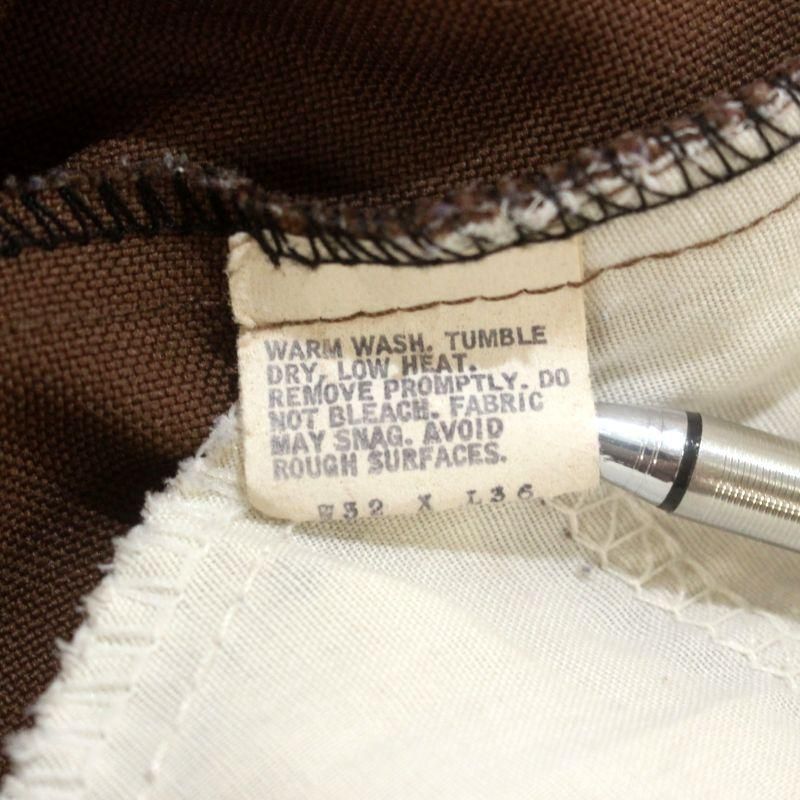 WARM WASH. TUMBLE
DRY, LOW HEAT.
REMOVE PROMPTLY. DO
NOT BLEACH. FABRIC
MAY SNAG. AVOID
ROUGH SURFACES.
W32 X L36